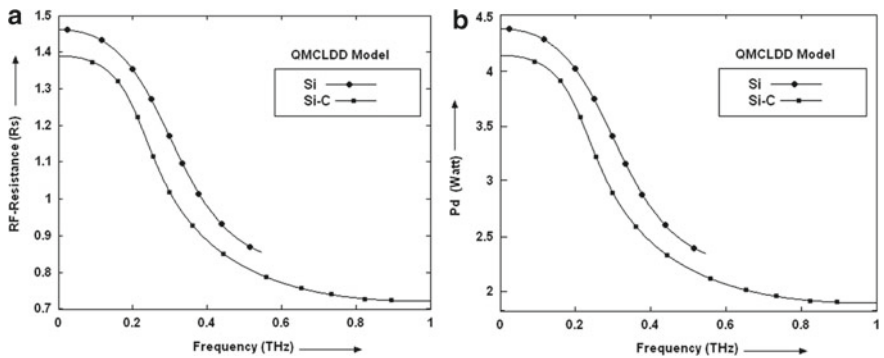 a
1.5
1.4
1.3
1.2
1.1
1
0.9
0.8
0.7
RF-Resistance (Rs)
QMCLDD Model
Si
Si-C
0
0.2
0.4
0.6
0.8
1
Frequency (THz)
b
4.5
4
3.5
3
2.5
2
Pd (Watt)
QMCLDD Model
Si
Si-C
0
0.2
0.4
0.6
0.8
1
Frequency (THz)